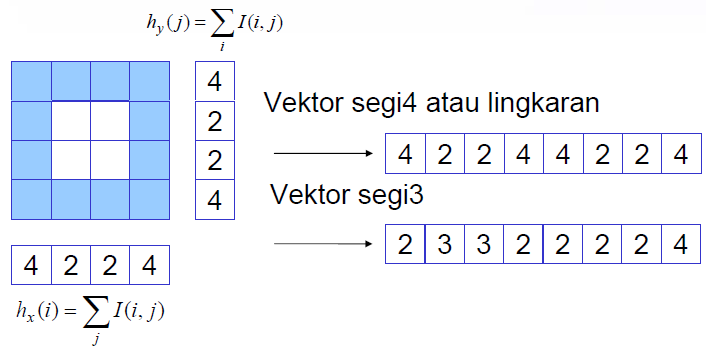 h_y(j) = ∑_i I(i, j)
4
2
2
4
Vektor segi4 atau lingkaran
4 2 2 4 4 2 2 4
Vektor segi3
2 3 3 2 2 2 2 4
4 2 2 4
h_x(i) = ∑_j I(i, j)